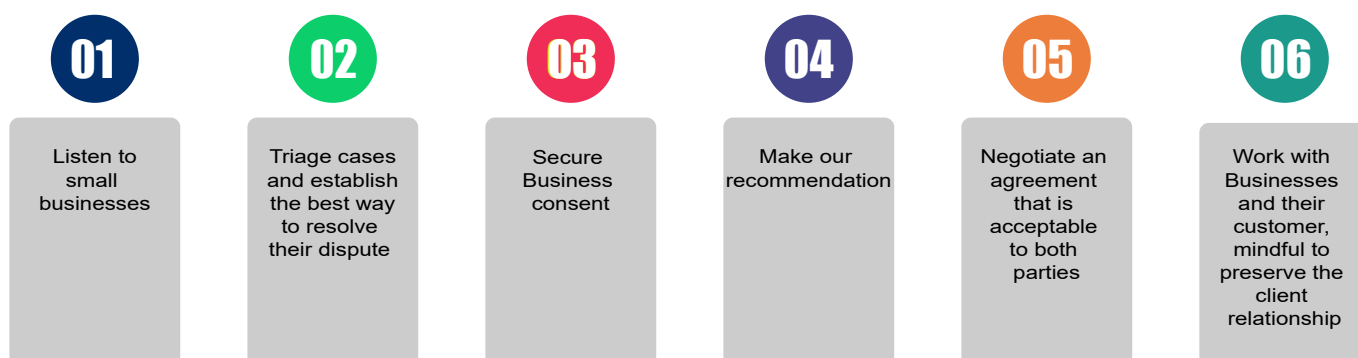 01
Listen to
small
businesses
02
Triage cases
and establish
the best way
to resolve
their dispute
03
Secure
Business
consent
04
Make our
recommendation
05
Negotiate an
agreement
that is
acceptable
to both
parties
06
Work with
Businesses
and their
customer,
mindful to
preserve the
client
relationship